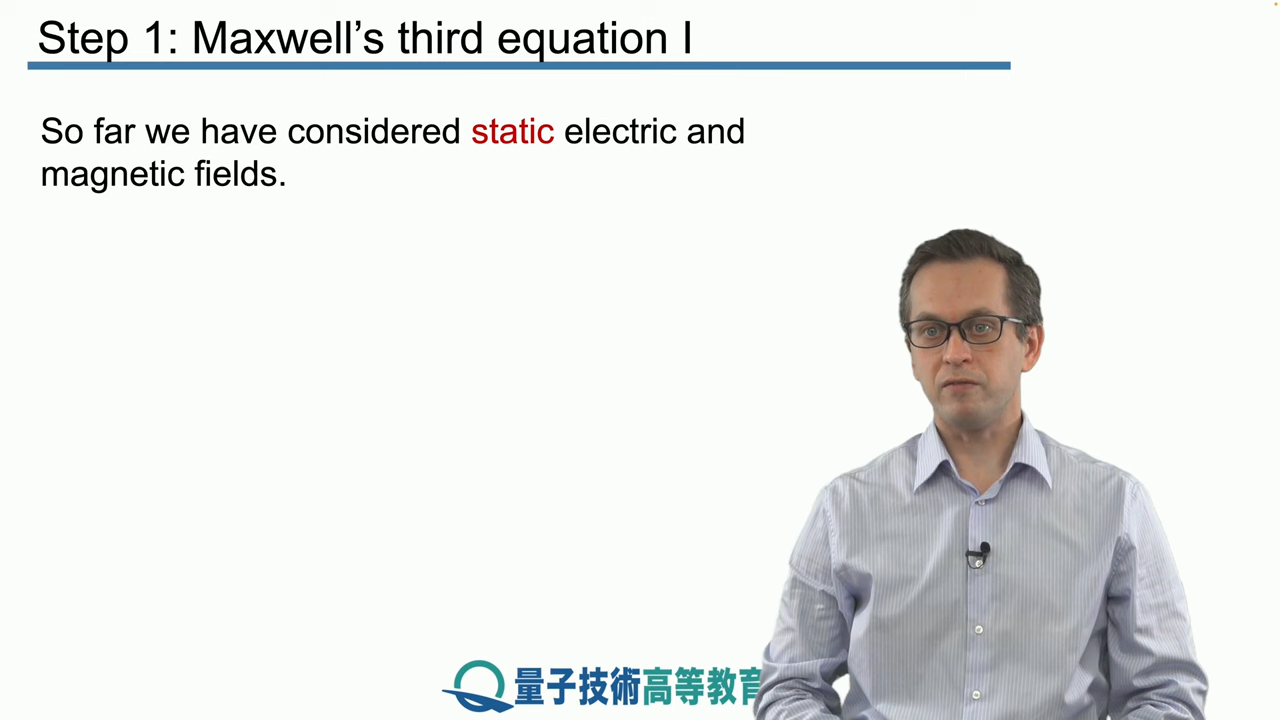 Step 1: Maxwell’s third equation I
So far we have considered static electric and
magnetic fields.
量子技術高等教育